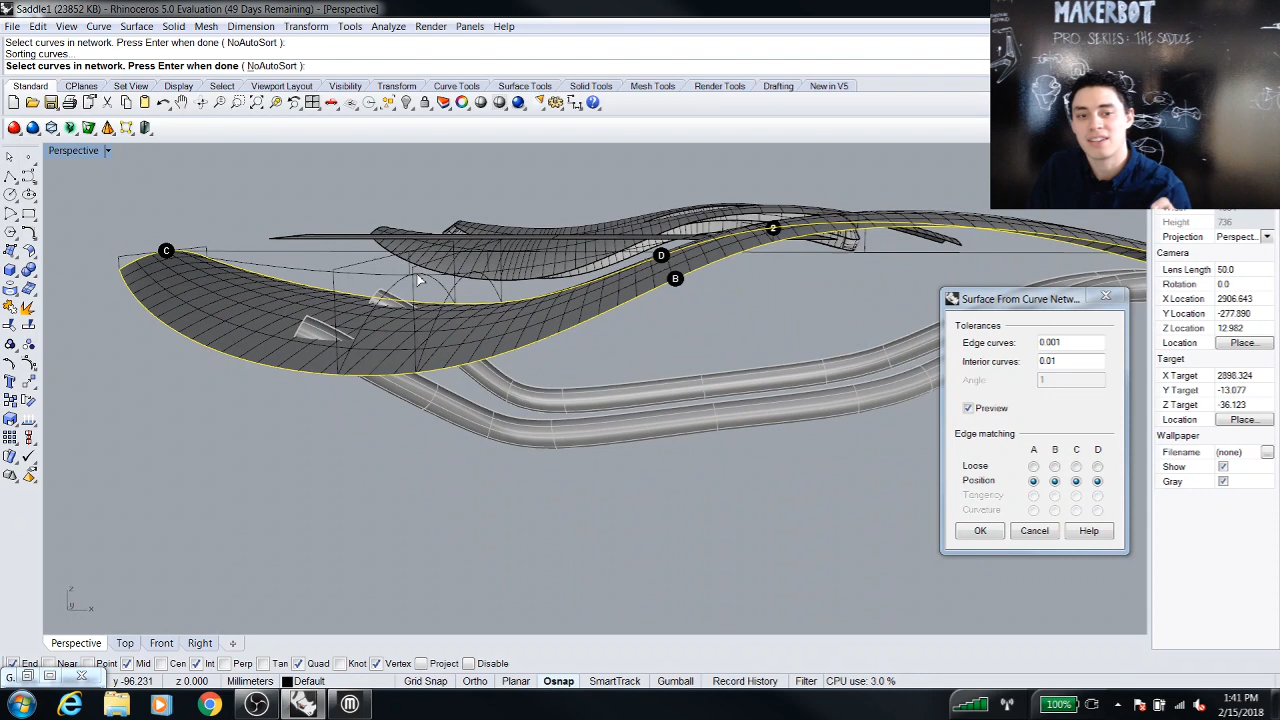 Saddle1 (23852 KB) - Rhinoceros 5.0 Evaluation (49 Days Remaining) - [Perspective]
File Edit View Curve Surface Solid Mesh Dimension Transform Tools Analyze Render Panels Help
Select curves in network. Press Enter when done ( NoAutoSort ).
Sorting curves...
Select curves in network. Press Enter when done ( NoAutoSort ):
Standard CPlanes Set View Display Select Viewport Layout Visibility Transform Curve Tools Surface Tools Solid Tools Mesh Tools Render Tools Drafting New in V5
MAKERBOT
PRO SERIES: THE SADDLE
Perspective
C
D
B
2
Height 736
Projection Perspect...
Camera
Lens Length 50.0
Rotation 0.0
X Location 2906.643
Y Location -277.890
Z Location 12.982
Location Place...
Target
X Target 2898.324
Y Target -13.077
Z Target -36.123
Location Place...
Wallpaper
Filename (none) ...
Show
Gray
Surface From Curve Netw...
Tolerances
Edge curves: 0.001
Interior curves: 0.01
Angle: 1
Preview
Edge matching
A B C D
Loose
Position
Tangency
Curvature
OK Cancel Help
z
y x
Perspective Top Front Right
End Near Point Mid Cen Int Perp Tan Quad Knot Vertex Project Disable
G. y -96.231 z 0.000 Millimeters Default Grid Snap Ortho Planar Osnap SmartTrack Gumball Record History Filter CPU use: 3.0 %
100%
1:41 PM
2/15/2018